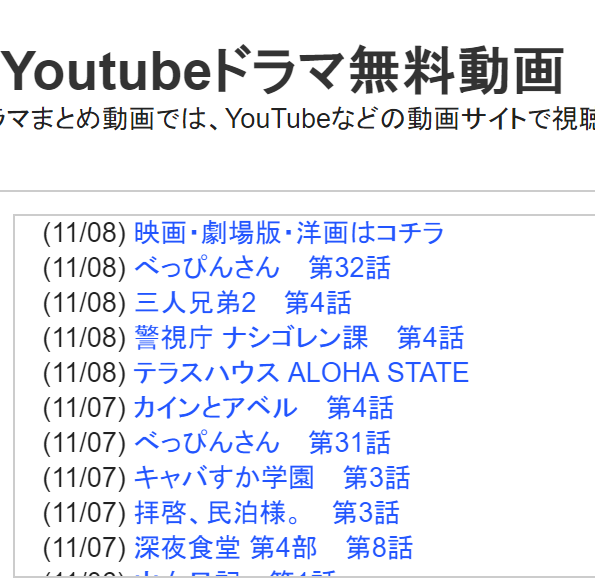 Youtubeドラマ無料動画
ラマまとめ動画では、YouTubeなどの動画サイトで視聴
(11/08) 映画・劇場版・洋画はコチラ
(11/08) べっぴんさん　第32話
(11/08) 三人兄弟2　第4話
(11/08) 警視庁 ナシゴレン課　第4話
(11/08) テラスハウス ALOHA STATE
(11/07) カインとアベル　第4話
(11/07) べっぴんさん　第31話
(11/07) キャバすか学園　第3話
(11/07) 拝啓、民泊様。　第3話
(11/07) 深夜食堂 第4部　第8話